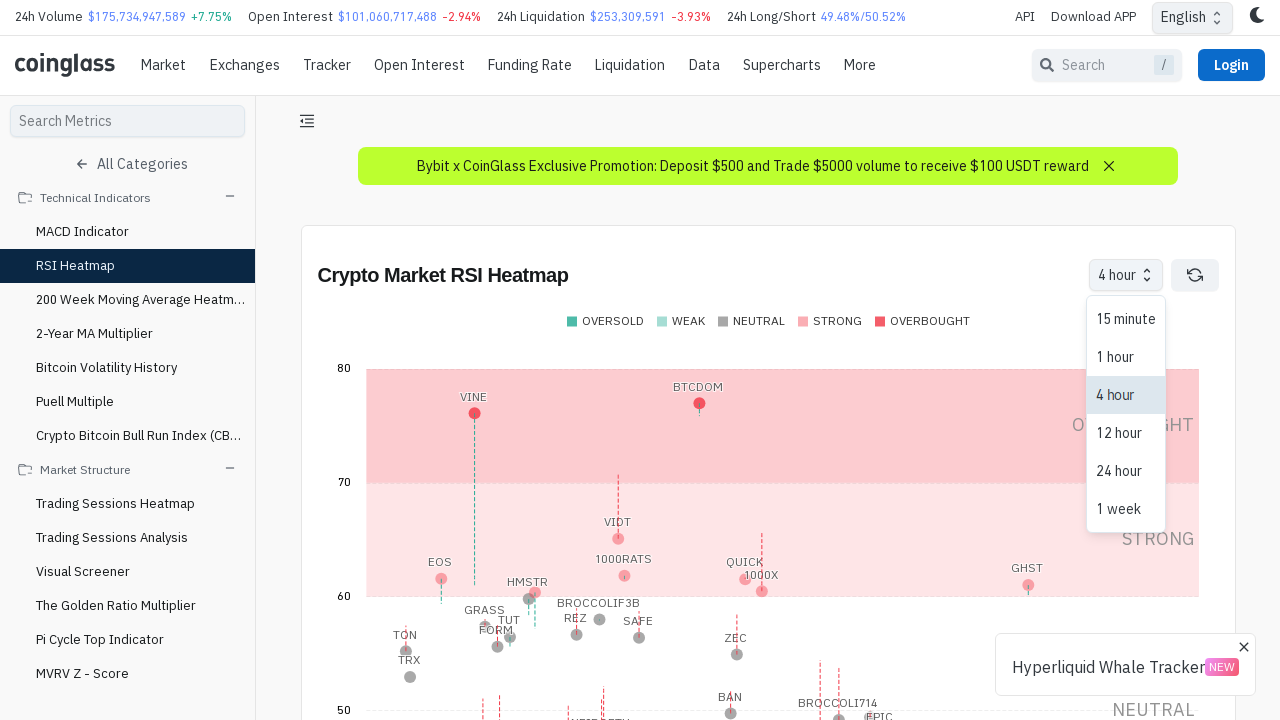 24h Volume $175,734,947,589 +7.75% Open Interest $101,060,717,488 -2.94% 24h Liquidation $253,309,591 -3.93% 24h Long/Short 49.48%/50.52% API Download APP English
coinglass Market Exchanges Tracker Open Interest Funding Rate Liquidation Data Supercharts More Search / Login
Search Metrics
All Categories
Technical Indicators
MACD Indicator
RSI Heatmap
200 Week Moving Average Heatm...
2-Year MA Multiplier
Bitcoin Volatility History
Puell Multiple
Crypto Bitcoin Bull Run Index (CB...
Market Structure
Trading Sessions Heatmap
Trading Sessions Analysis
Visual Screener
The Golden Ratio Multiplier
Pi Cycle Top Indicator
MVRV Z - Score
Bybit x CoinGlass Exclusive Promotion: Deposit $500 and Trade $5000 volume to receive $100 USDT reward
Crypto Market RSI Heatmap
4 hour
15 minute
1 hour
4 hour
12 hour
24 hour
1 week
OVERSOLD WEAK NEUTRAL STRONG OVERBOUGHT
80
BTCDOM
VINE
70
VIDT
STRONG
1000RATS
EOS
QUICK
GHST
1000X
HMSTR
60
BROCCOLIF3B
GRASS
REZ
TUT
SAFE
FORM
TON
ZEC
TRX
BAN
BROCCOLI714
50
NEUTRAL
EPIC
Hyperliquid Whale Tracker NEW